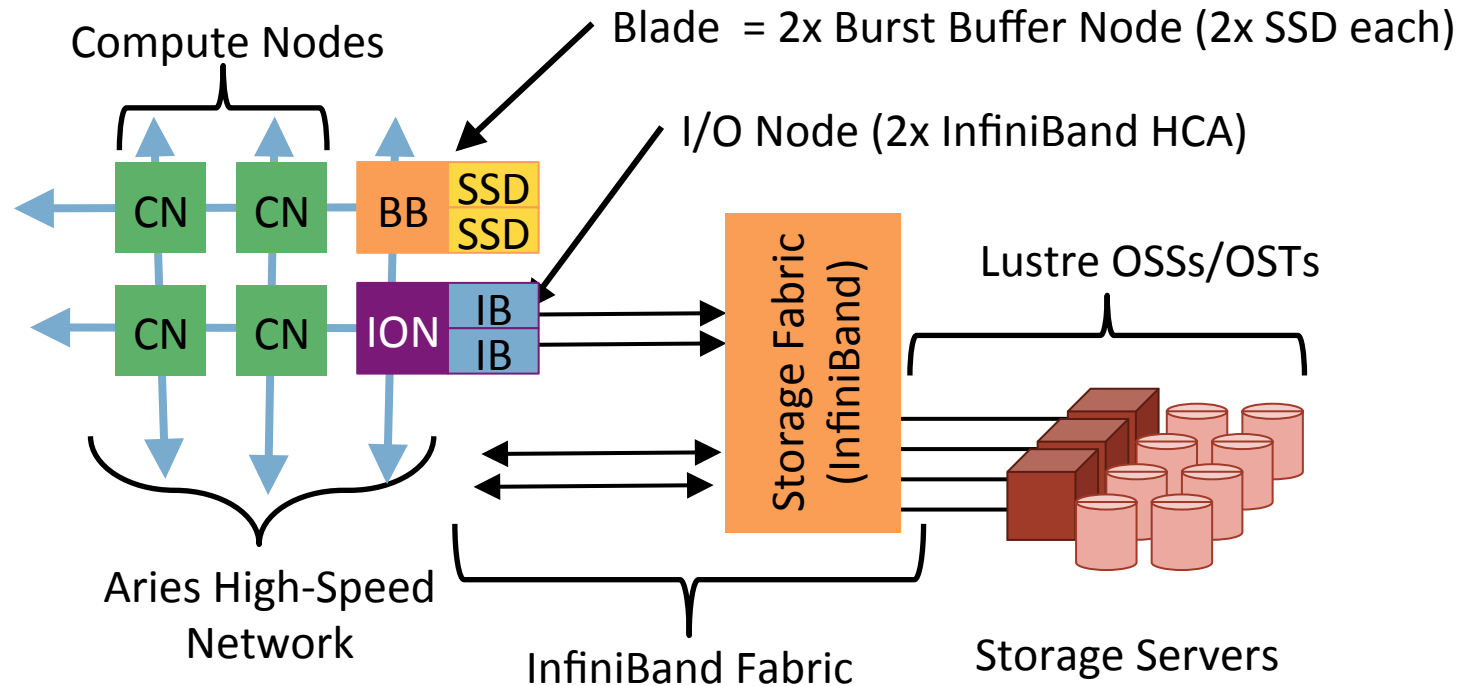 Compute Nodes
Blade = 2x Burst Buffer Node (2x SSD each)
I/O Node (2x InfiniBand HCA)
CN
CN
BB
SSD
SSD
CN
CN
ION
IB
IB
Storage Fabric
(InfiniBand)
Lustre OSSs/OSTs
Aries High-Speed
Network
InfiniBand Fabric
Storage Servers